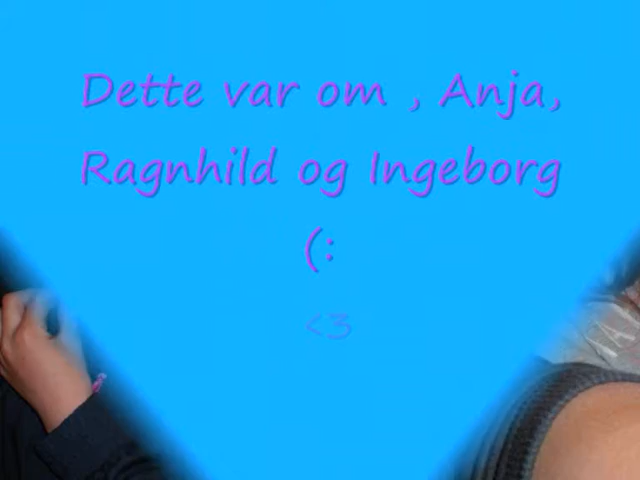 Dette var om , Anja,
Ragnhild og Ingeborg
(:
<3